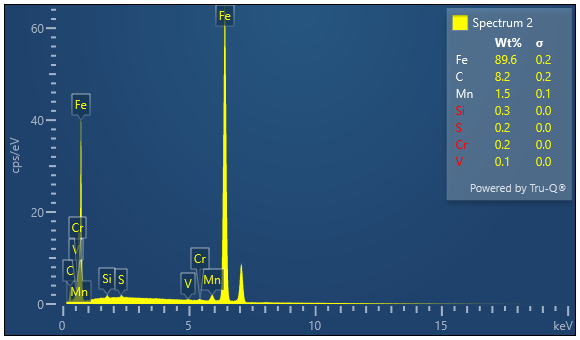 Spectrum 2
Wt% σ
Fe 89.6 0.2
C 8.2 0.2
Mn 1.5 0.1
Si 0.3 0.0
S 0.2 0.0
Cr 0.2 0.0
V 0.1 0.0
Powered by Tru-Q®
cps/eV
60
40
20
0
Fe
Fe
Cr
V
C
Mn
Si
S
V
Cr
Mn
0 5 10 15 keV